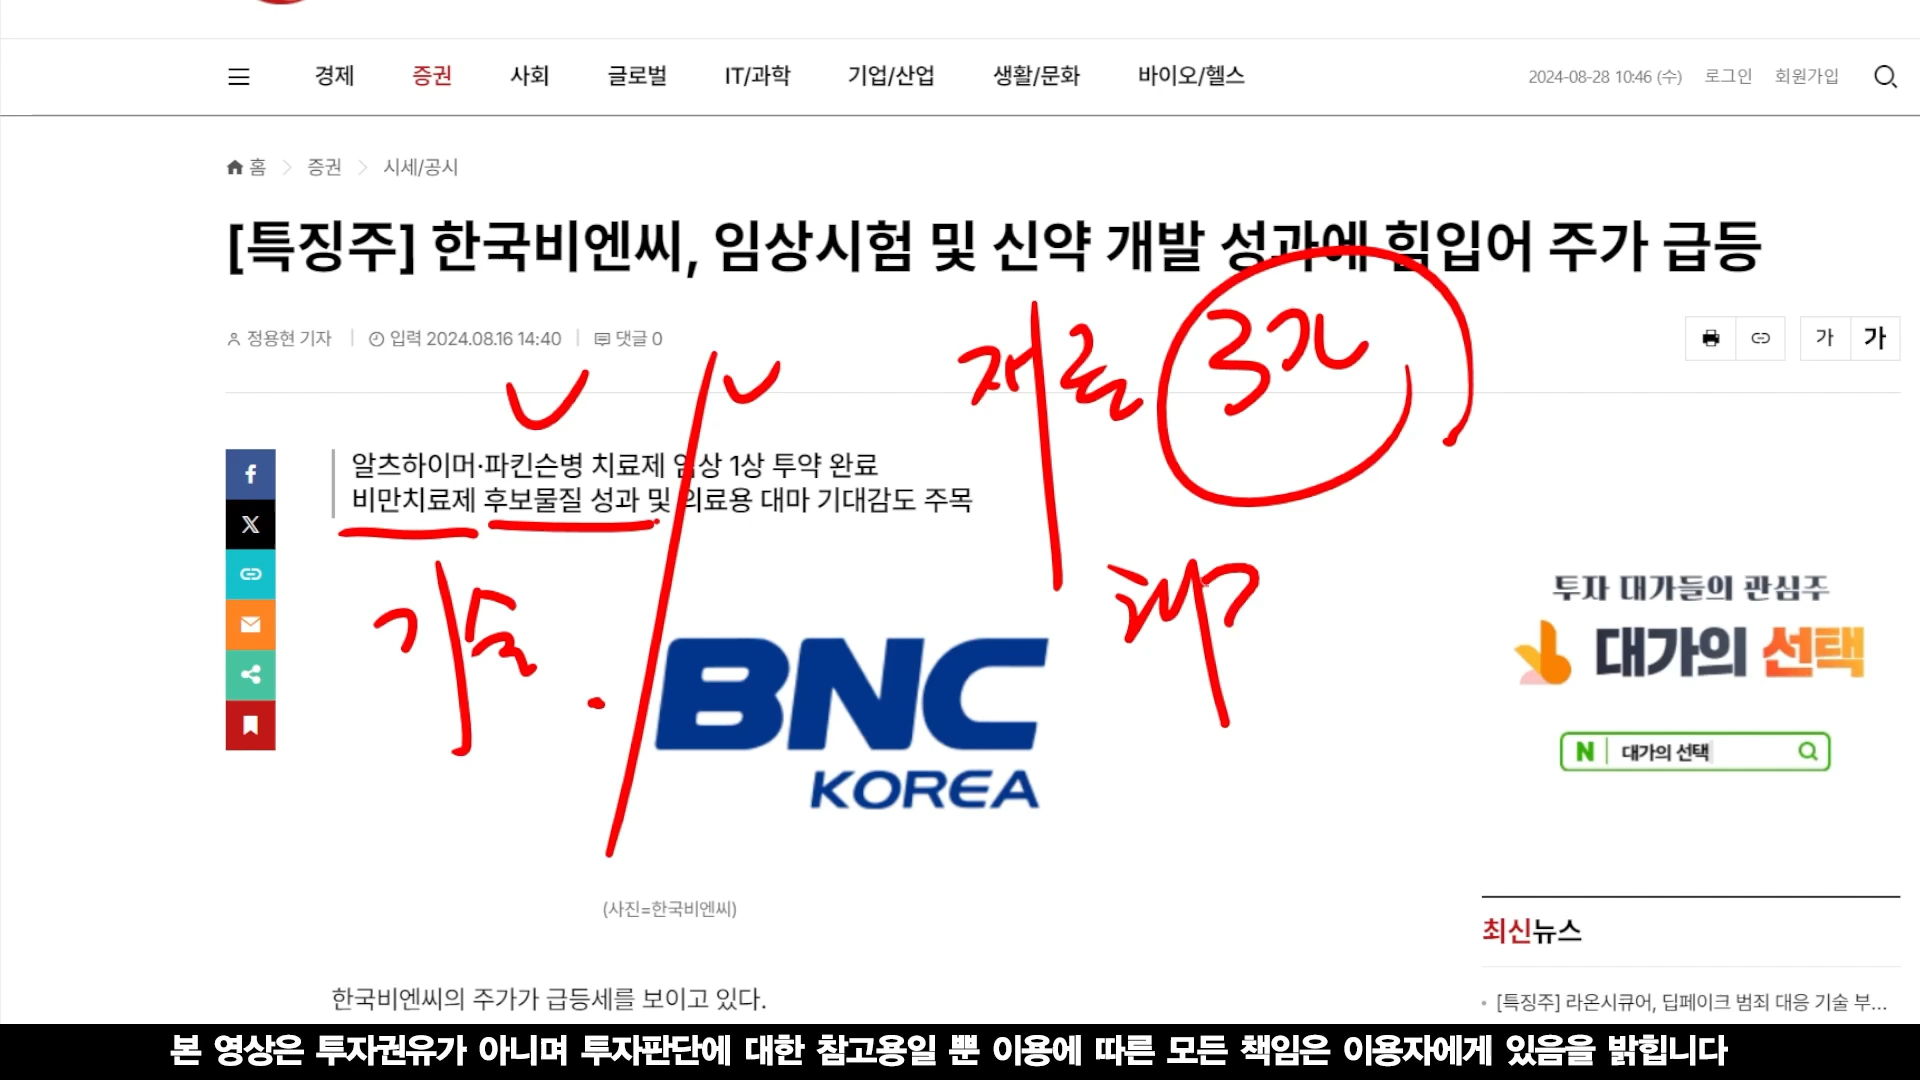 경제 증권 사회 글로벌 IT/과학 기업/산업 생활/문화 바이오/헬스 2024-08-28 10:46 (수) 로그인 회원가입
홈 증권 시세/공시
[특징주] 한국비엔씨, 임상시험 및 신약 개발 성과에 힘입어 주가 급등
정용현 기자 입력 2024.08.16 14:40 댓글 0
가 가
재료 3개
알츠하이머·파킨슨병 치료제 임상 1상 투약 완료
비만치료제 후보물질 성과 및 의료용 대마 기대감도 주목
기술
BNC
KOREA
투자 대가들의 관심주
대가의 선택
N 대가의 선택
(사진=한국비엔씨)
최신뉴스
한국비엔씨의 주가가 급등세를 보이고 있다.
[특징주] 라온시큐어, 딥페이크 범죄 대응 기술 부...
본 영상은 투자권유가 아니며 투자판단에 대한 참고용일 뿐 이용에 따른 모든 책임은 이용자에게 있음을 밝힙니다